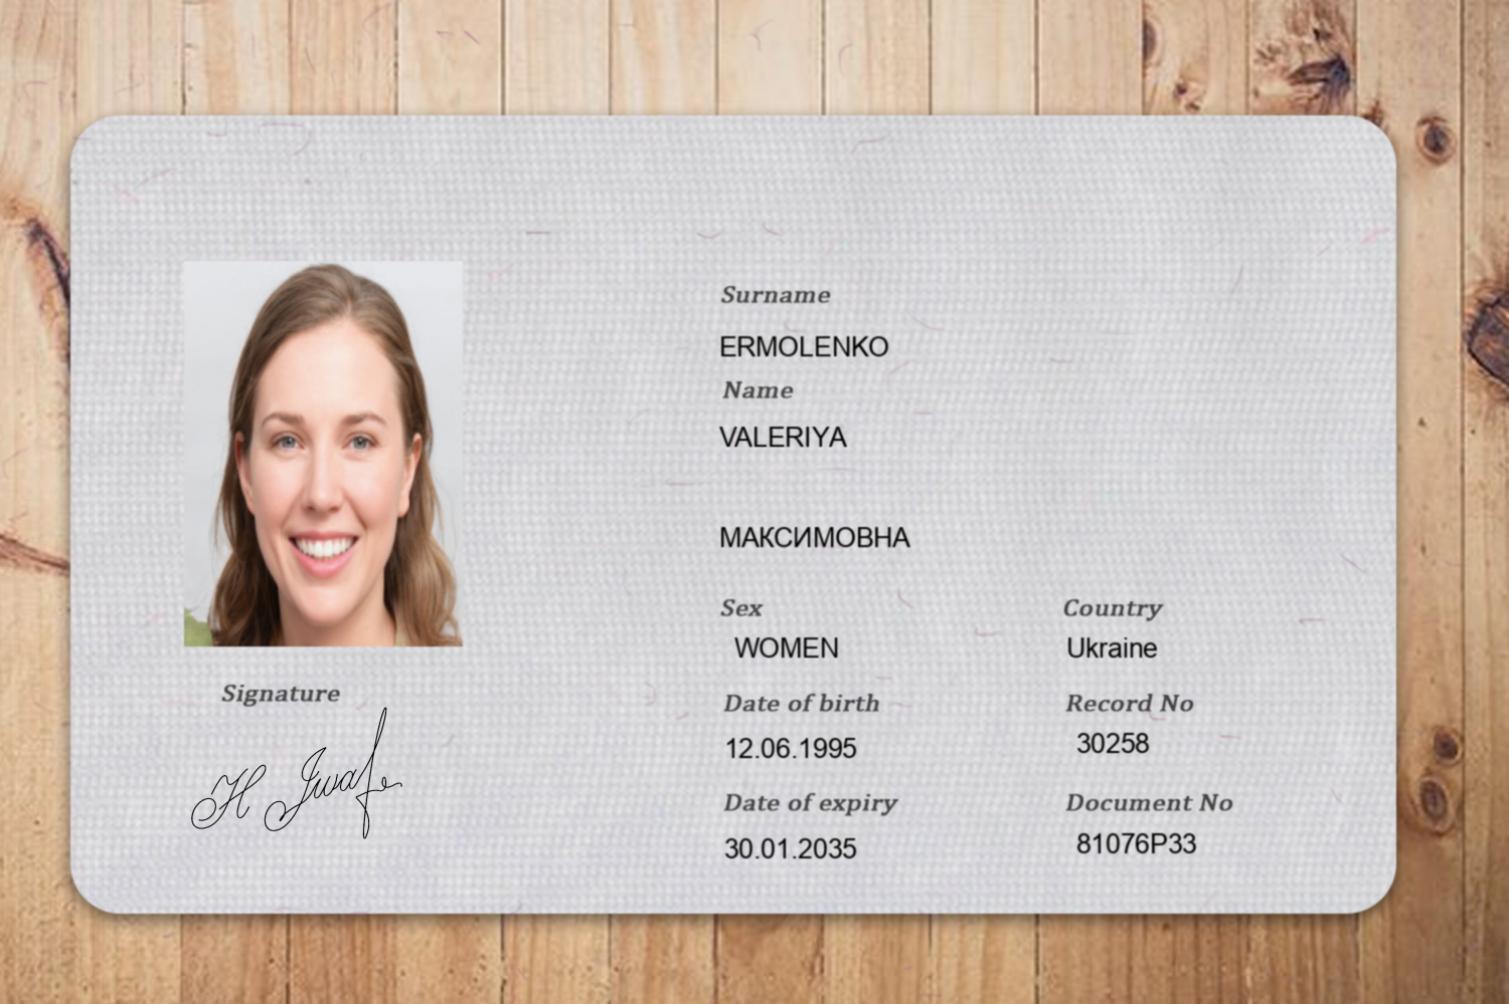 Surname
ERMOLENKO
Name
VALERIYA
МАКСИМОВНА
Sex Country
WOMEN Ukraine
Date of birth Record No
12.06.1995 30258
Date of expiry Document No
30.01.2035 81076P33
Signature